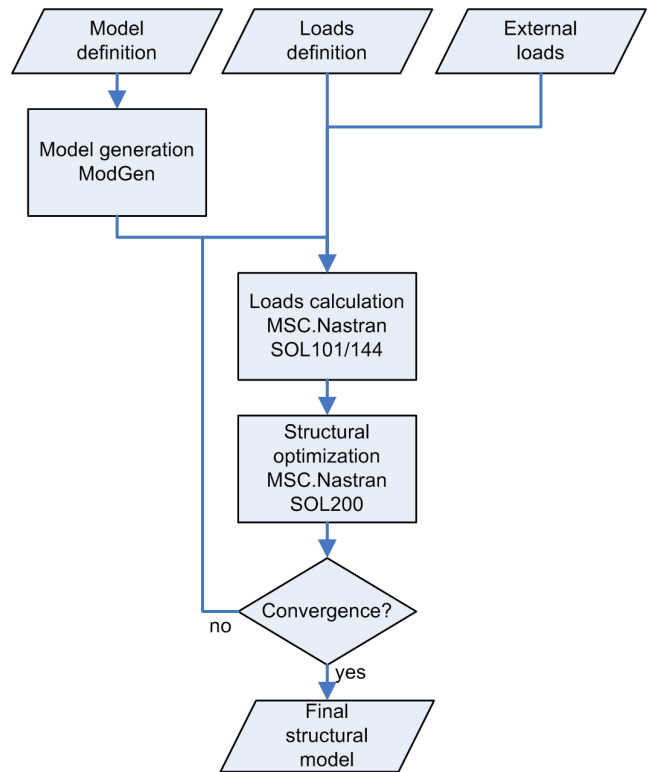 Model
definition
Loads
definition
External
loads
Model generation
ModGen
Loads calculation
MSC.Nastran
SOL101/144
Structural
optimization
MSC.Nastran
SOL200
Convergence?
no
yes
Final
structural
model